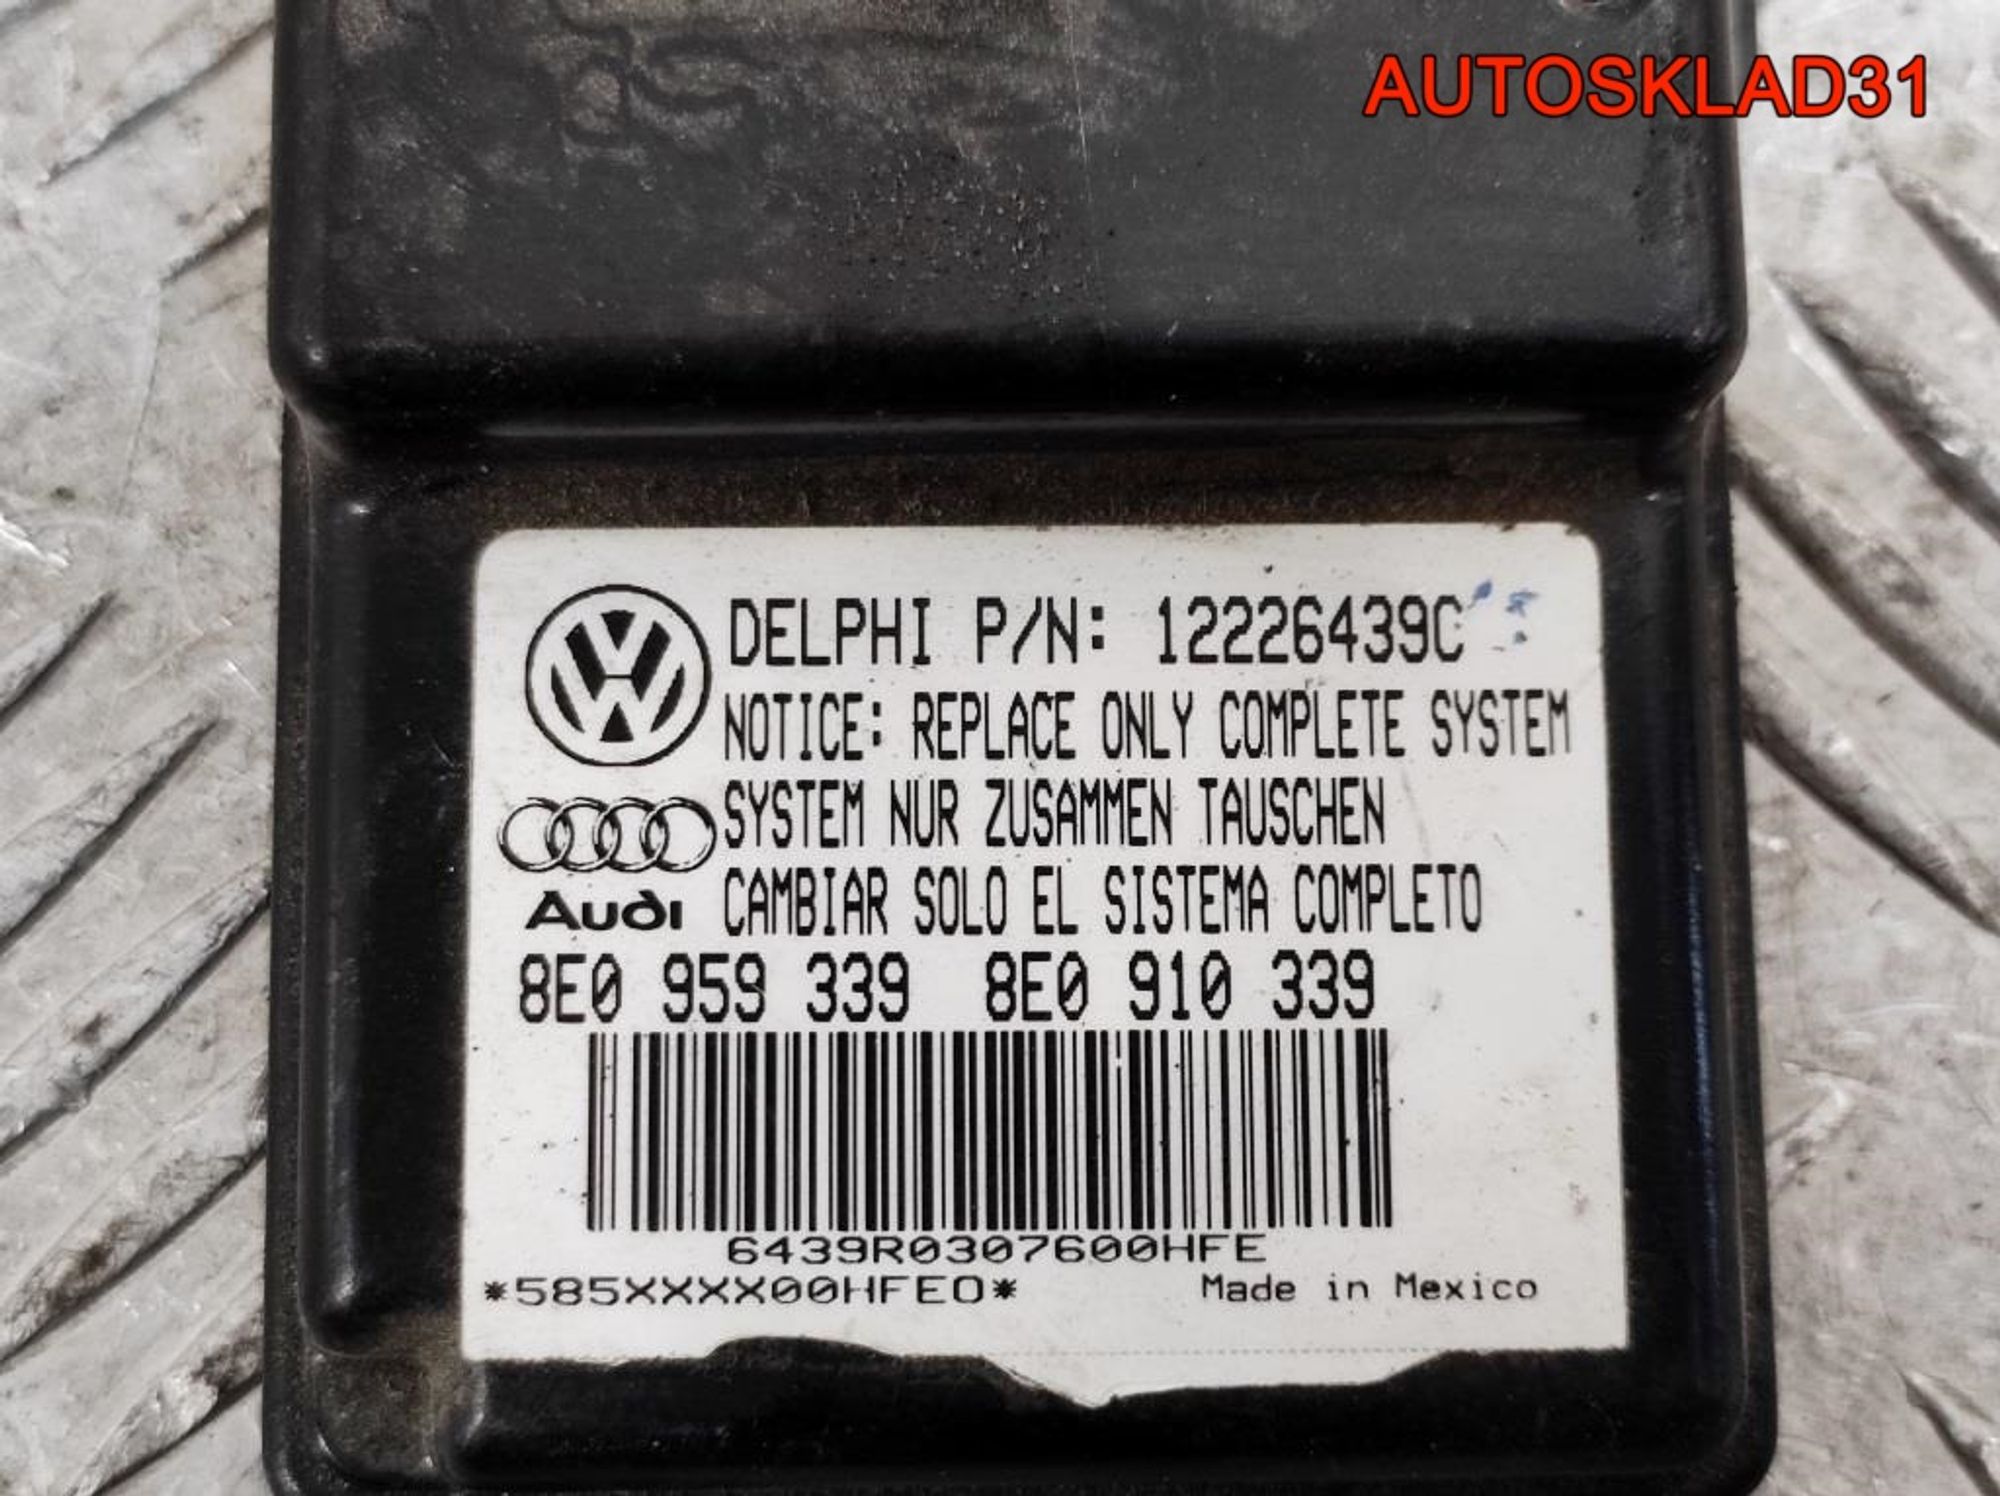 AUTOSKLAD31
DELPHI P/N: 12226439C
NOTICE: REPLACE ONLY COMPLETE SYSTEM
SYSTEM NUR ZUSAMMEN TAUSCHEN
Audi CAMBIAR SOLO EL SISTEMA COMPLETO
8E0 959 339 8E0 910 339
6439R0307600HFE
*585XXXX00HFEO* Made in Mexico